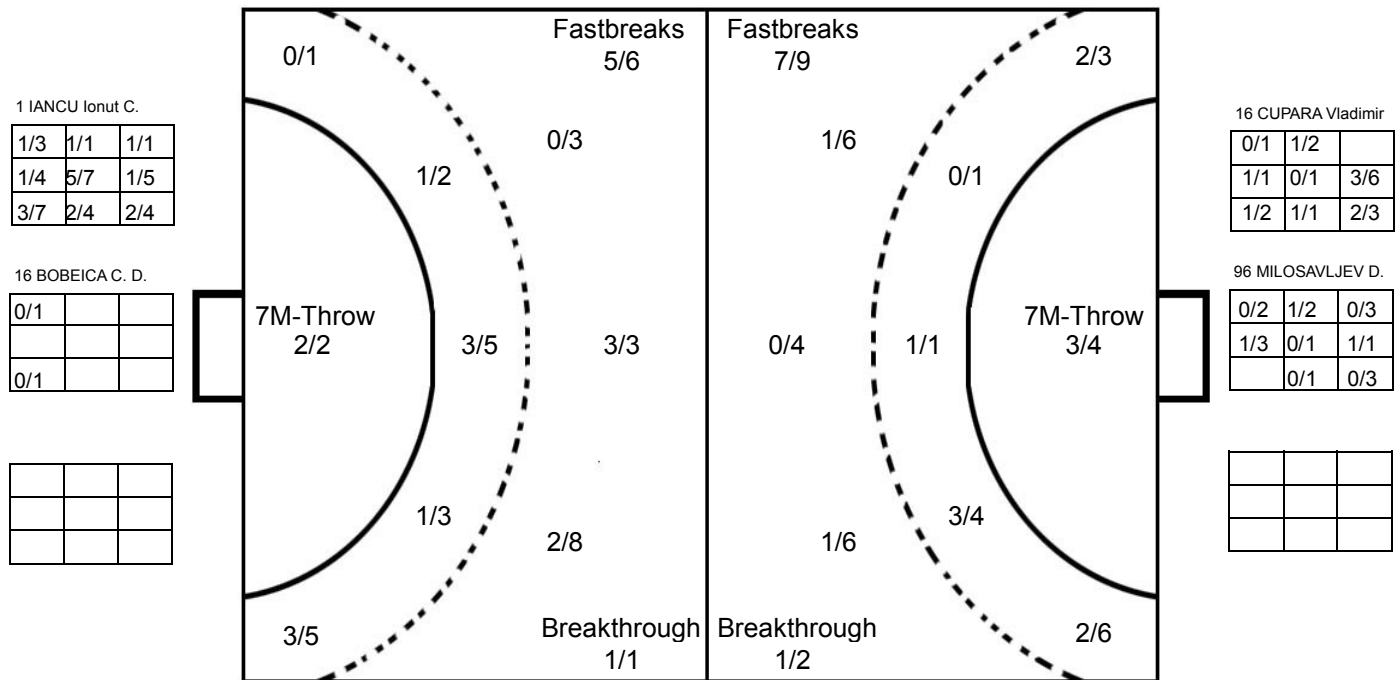 Fastbreaks
5/6
Fastbreaks
7/9
0/1
2/3
1 IANCU Ionut C.
1/3 1/1 1/1
1/4 5/7 1/5
3/7 2/4 2/4
0/3
1/6
1/2
0/1
16 CUPARA Vladimir
0/1 1/2
1/1 0/1 3/6
1/2 1/1 2/3
16 BOBEICA C. D.
0/1
0/1
7M-Throw
2/2
3/5
3/3
0/4
1/1
7M-Throw
3/4
96 MILOSAVLJEV D.
0/2 1/2 0/3
1/3 0/1 1/1
0/1 0/3
1/3
2/8
1/6
3/4
3/5
Breakthrough
1/1
Breakthrough
1/2
2/6